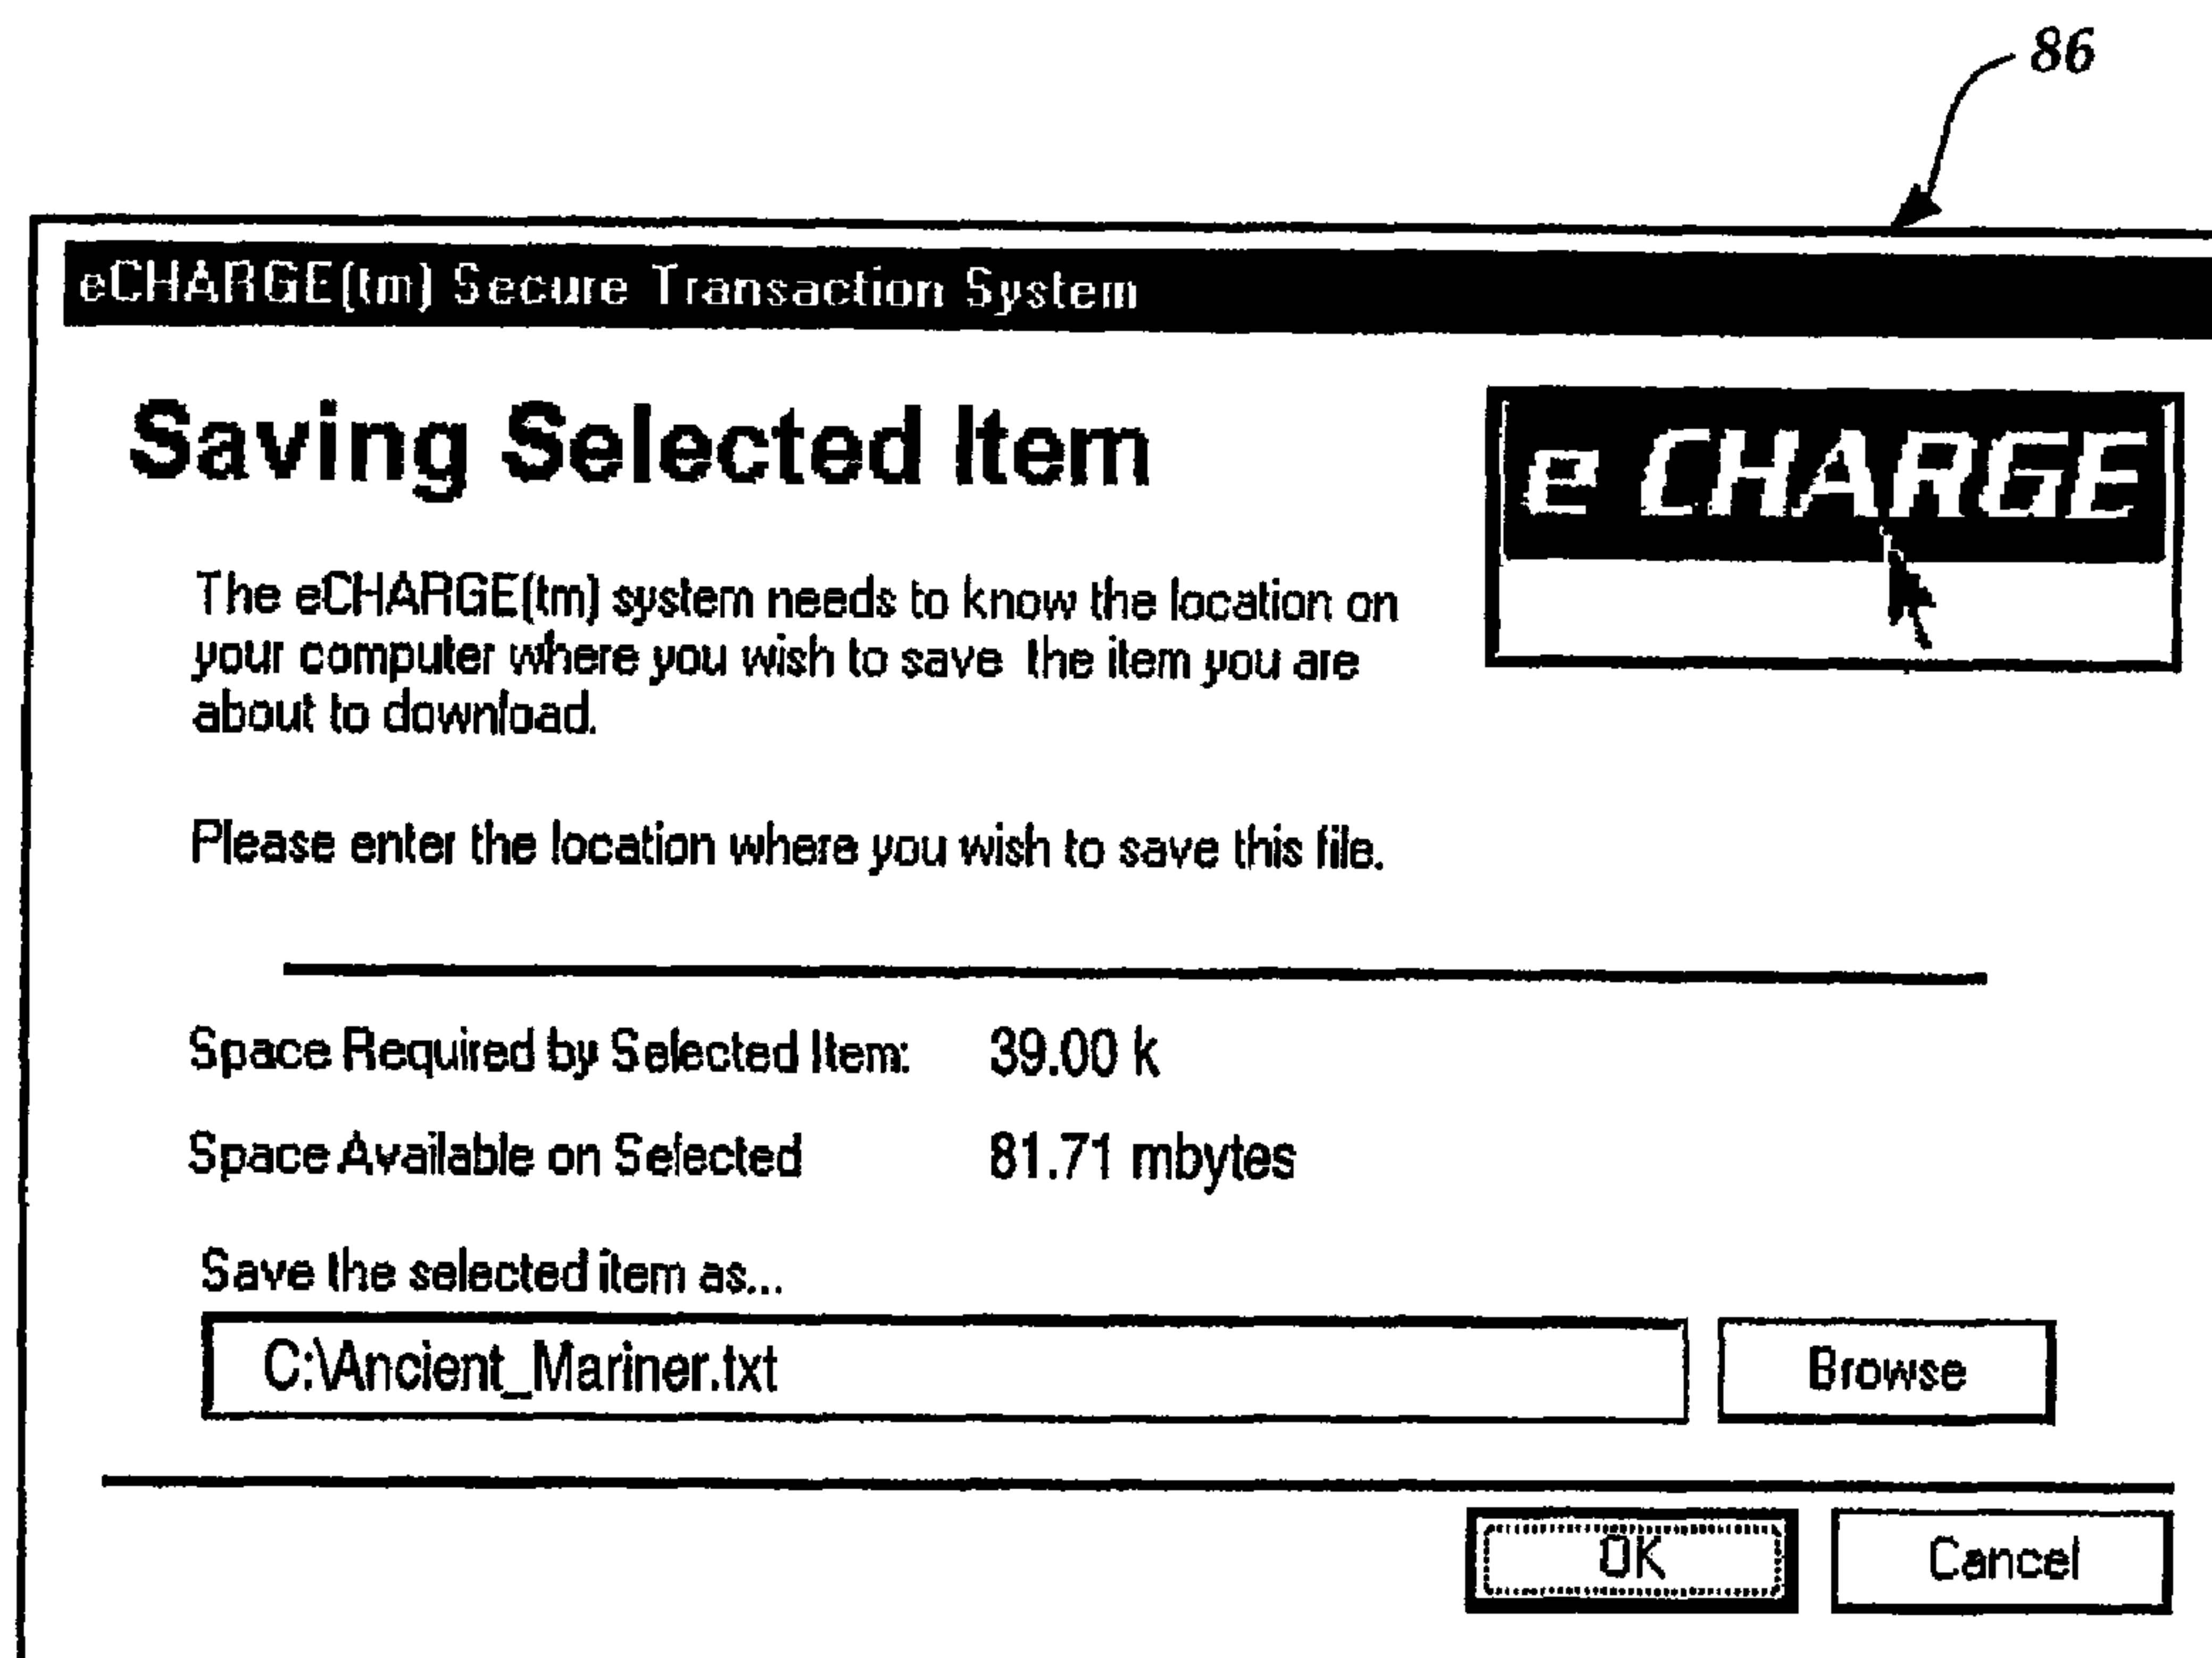 86
eCHARGE(tm) Secure Transaction System
Saving Selected Item
e CHARGE
The eCHARGE(tm) system needs to know the location on
your computer where you wish to save the item you are
about to download.
Please enter the location where you wish to save this file.
Space Required by Selected Item: 39.00 k
Space Available on Selected 81.71 mbytes
Save the selected item as...
C:\Ancient_Mariner.txt
Browse
OK
Cancel